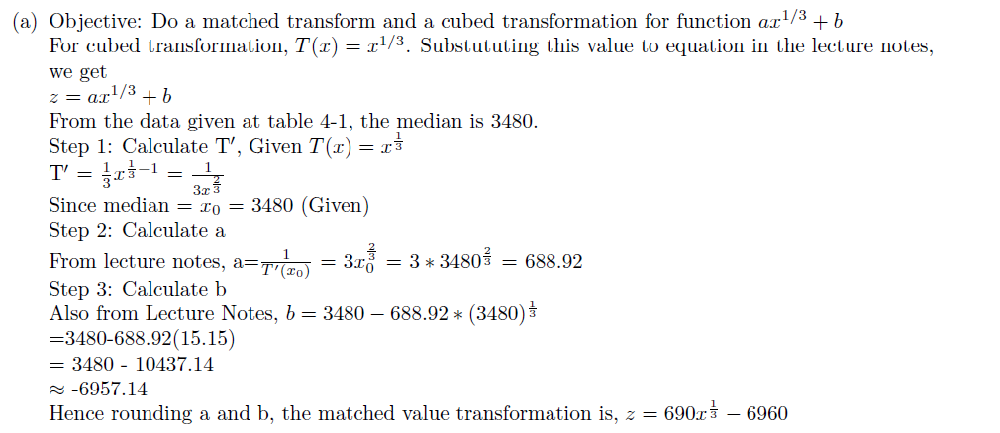 (a) Objective: Do a matched transform and a cubed transformation for function ax^{1/3} + b
For cubed transformation, T(x) = x^{1/3}. Substututing this value to equation in the lecture notes,
we get
z = ax^{1/3} + b
From the data given at table 4-1, the median is 3480.
Step 1: Calculate T′, Given T(x) = x^{\frac{1}{3}}
T′ = \frac{1}{3}x^{\frac{1}{3}-1} = \frac{1}{3x^{\frac{2}{3}}}
Since median = x_0 = 3480 (Given)
Step 2: Calculate a
From lecture notes, a=\frac{1}{T′(x_0)} = 3x_0^{\frac{2}{3}} = 3 * 3480^{\frac{2}{3}} = 688.92
Step 3: Calculate b
Also from Lecture Notes, b = 3480 − 688.92 * (3480)^{\frac{1}{3}}
=3480-688.92(15.15)
= 3480 - 10437.14
≈ -6957.14
Hence rounding a and b, the matched value transformation is, z = 690x^{\frac{1}{3}} − 6960